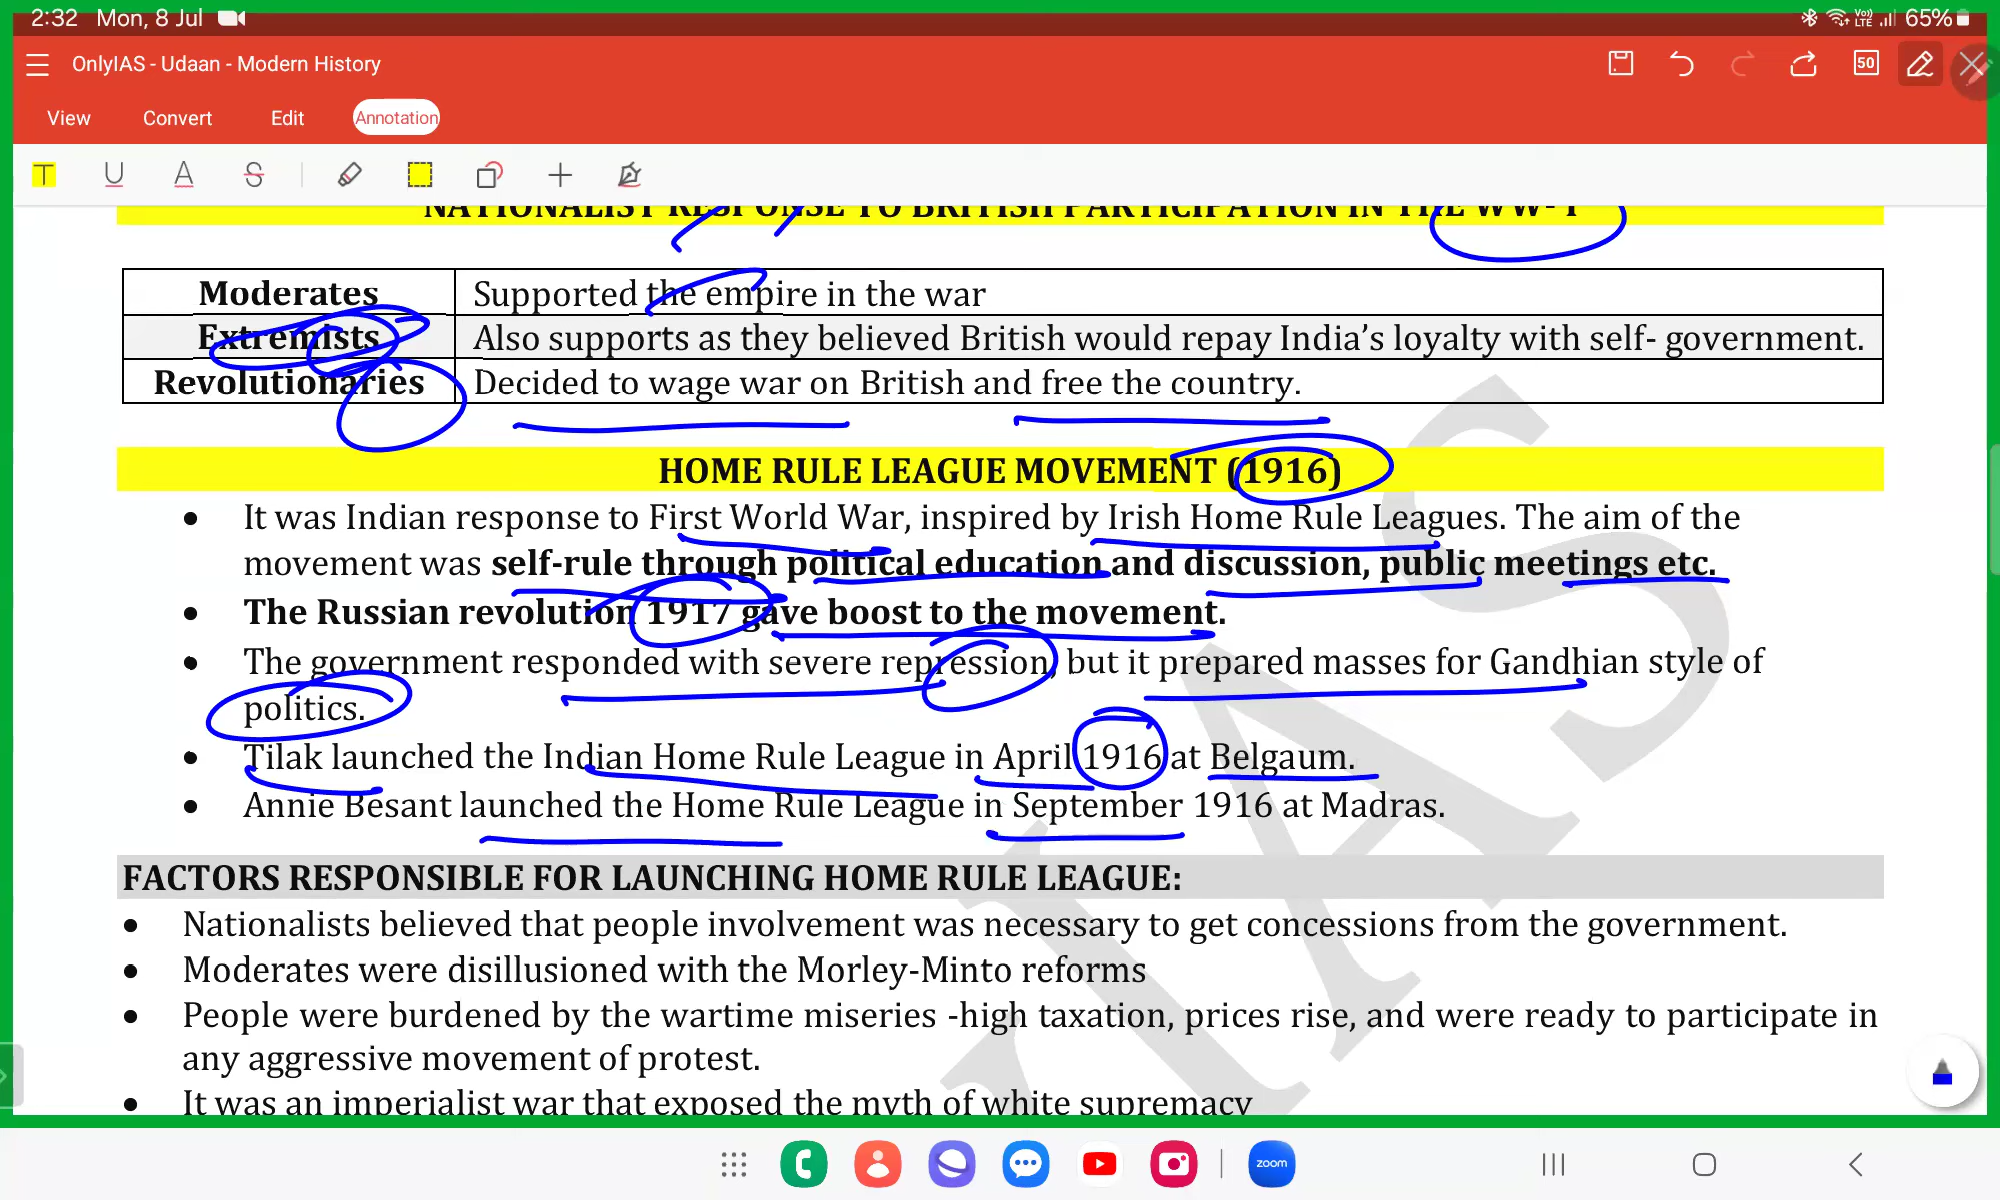 2:32 Mon, 8 Jul
65%
OnlyIAS - Udaan - Modern History
50
View Convert Edit Annotation
T U A S
NATIONALIST RESPONSE TO BRITISH PARTICIPATION IN THE WW- I
Moderates Supported the empire in the war
Extremists Also supports as they believed British would repay India’s loyalty with self- government.
Revolutionaries Decided to wage war on British and free the country.
HOME RULE LEAGUE MOVEMENT (1916)
• It was Indian response to First World War, inspired by Irish Home Rule Leagues. The aim of the
movement was self-rule through political education and discussion, public meetings etc.
• The Russian revolution 1917 gave boost to the movement.
• The government responded with severe repression, but it prepared masses for Gandhian style of
politics.
• Tilak launched the Indian Home Rule League in April 1916 at Belgaum.
• Annie Besant launched the Home Rule League in September 1916 at Madras.
FACTORS RESPONSIBLE FOR LAUNCHING HOME RULE LEAGUE:
• Nationalists believed that people involvement was necessary to get concessions from the government.
• Moderates were disillusioned with the Morley-Minto reforms
• People were burdened by the wartime miseries -high taxation, prices rise, and were ready to participate in
any aggressive movement of protest.
• It was an imperialist war that exposed the myth of white supremacy
zoom